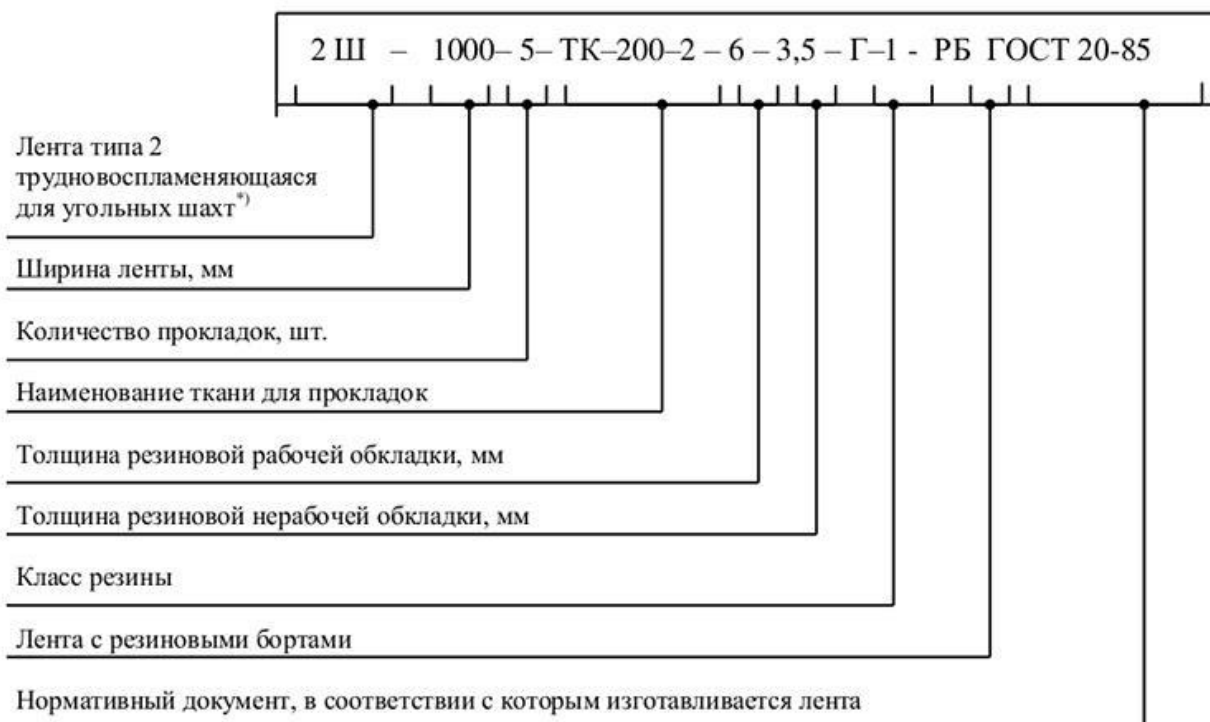 2 Ш – 1000– 5– ТК–200–2 – 6 – 3,5 – Г–1 - РБ ГОСТ 20-85
Лента типа 2
трудновоспламеняющаяся
для угольных шахт*)
Ширина ленты, мм
Количество прокладок, шт.
Наименование ткани для прокладок
Толщина резиновой рабочей обкладки, мм
Толщина резиновой нерабочей обкладки, мм
Класс резины
Лента с резиновыми бортами
Нормативный документ, в соответствии с которым изготавливается лента